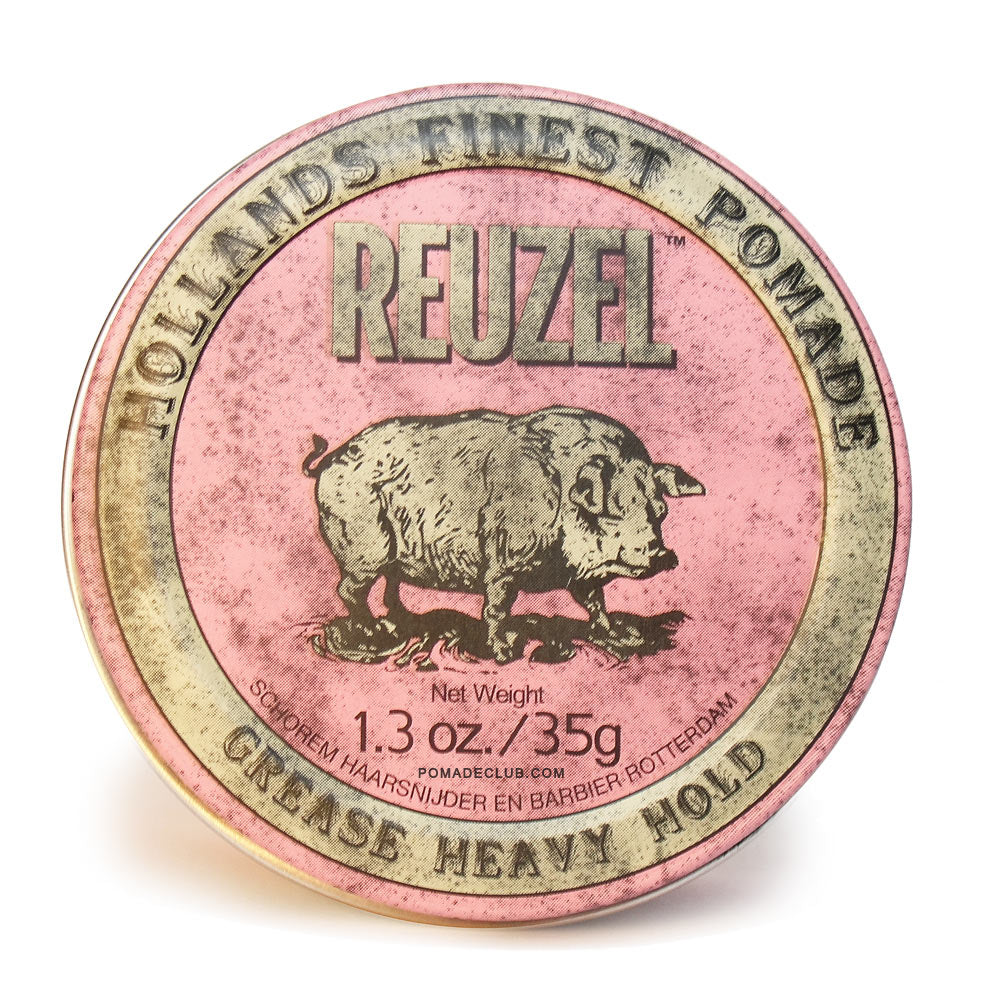 HOLLANDS FINEST POMADE
REUZEL™
Net Weight
1.3 oz./35g
POMADECLUB.COM
SCHOREM HAARSNIJDER EN BARBIER ROTTERDAM
GREASE HEAVY HOLD